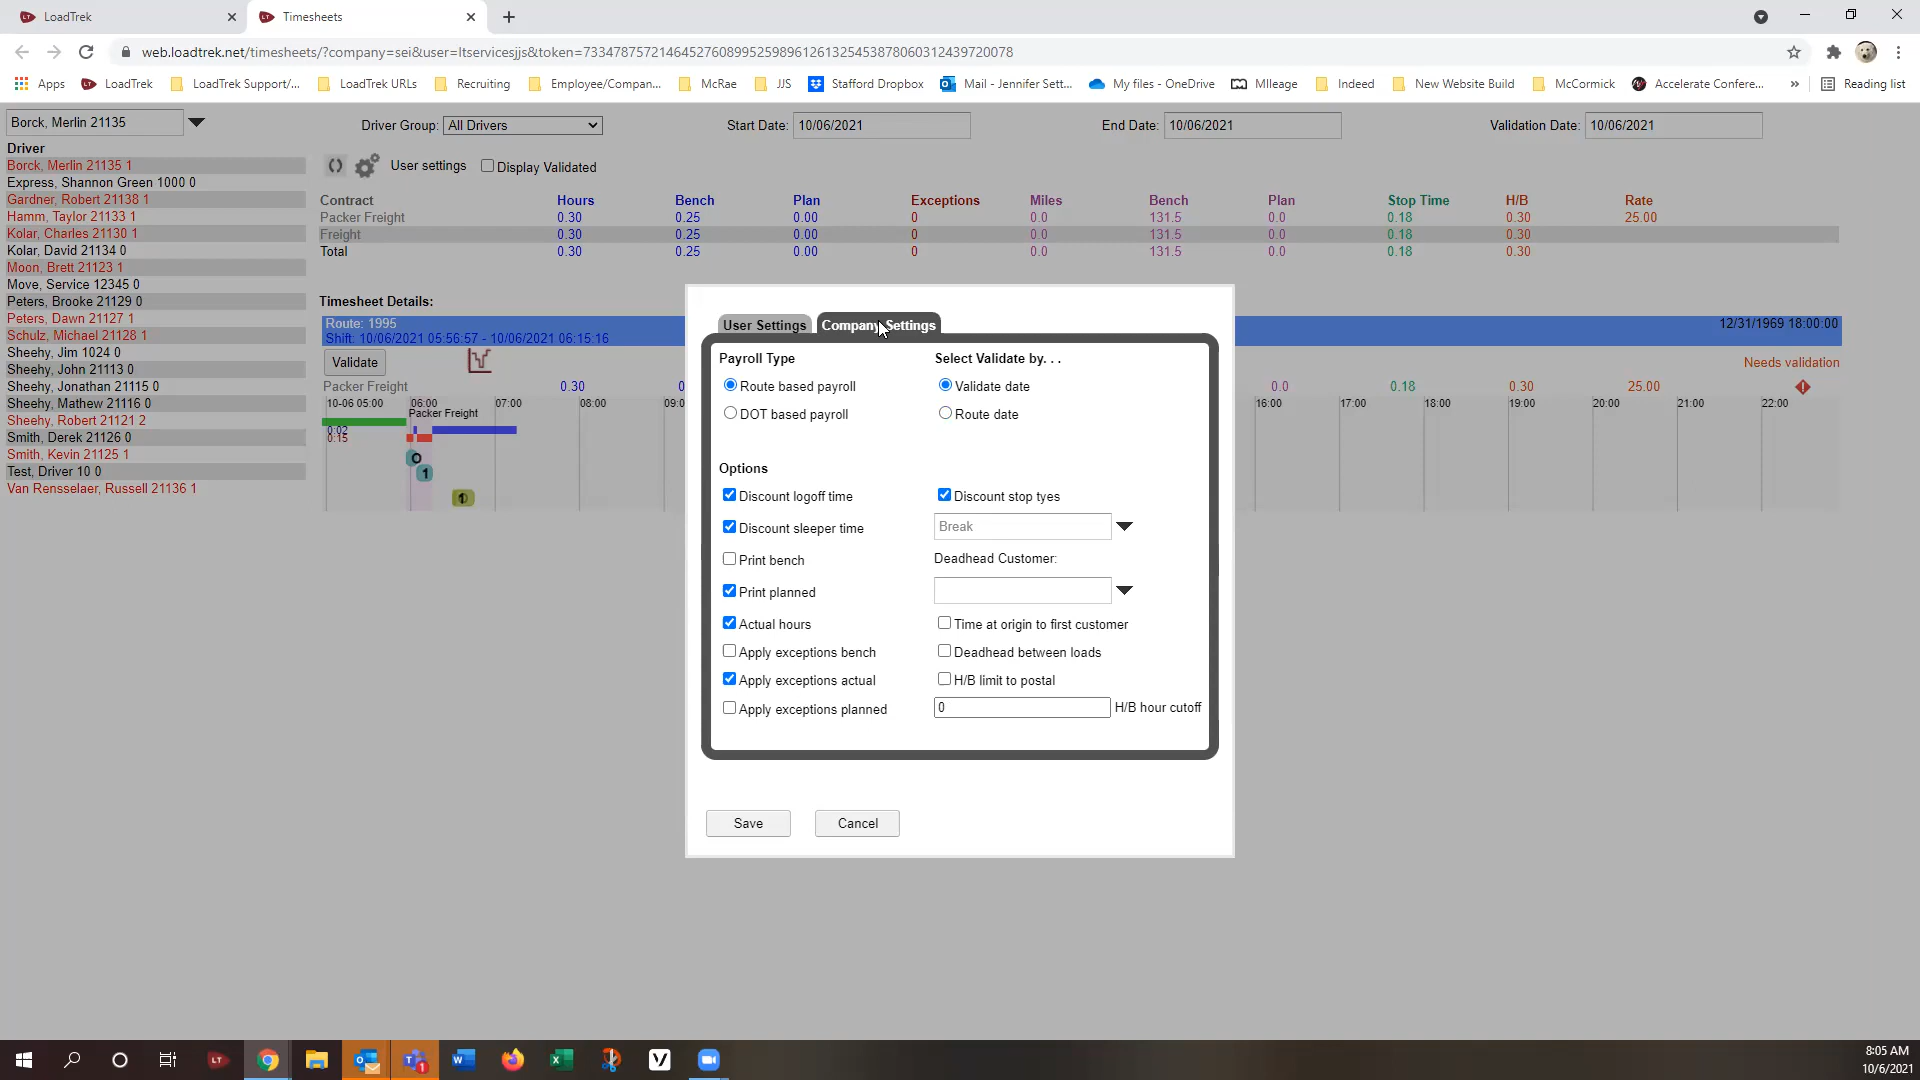 LoadTrek
Timesheets
web.loadtrek.net/timesheets/?company=sei&user=ltservicesjjs&token=7334787572146452760899525989612613254538780603124397200​78
Apps LoadTrek LoadTrek Support/... LoadTrek URLs Recruiting Employee/Compan... McRae JJS Stafford Dropbox Mail - Jennifer Sett... My files - OneDrive MIleage Indeed New Website Build McCormick Accelerate Confere... » Reading list
Borck, Merlin 21135
Driver Group: All Drivers
Start Date: 10/06/2021
End Date: 10/06/2021
Validation Date: 10/06/2021
Driver
Borck, Merlin 21135 1
Express, Shannon Green 1000 0
Gardner, Robert 21138 1
Hamm, Taylor 21133 1
Kolar, Charles 21130 1
Kolar, David 21134 0
Moon, Brett 21123 1
Move, Service 12345 0
Peters, Brooke 21129 0
Peters, Dawn 21127 1
Schulz, Michael 21128 1
Sheehy, Jim 1024 0
Sheehy, John 21113 0
Sheehy, Jonathan 21115 0
Sheehy, Mathew 21116 0
Sheehy, Robert 21121 2
Smith, Derek 21126 0
Smith, Kevin 21125 1
Test, Driver 10 0
Van Rensselaer, Russell 21136 1
User settings Display Validated
Contract Hours Bench Plan Exceptions Miles Bench Plan Stop Time H/B Rate
Packer Freight 0.30 0.25 0.00 0 0.0 131.5 0.0 0.18 0.30 25.00
Freight 0.30 0.25 0.00 0 0.0 131.5 0.0 0.18 0.30
Total 0.30 0.25 0.00 0 0.0 131.5 0.0 0.18 0.30
Timesheet Details:
Route: 1995 12/31/1969 18:00:00
Shift: 10/06/2021 05:56:57 - 10/06/2021 06:15:16
Validate Needs validation
Packer Freight 0.30 0 0.0 0.18 0.30 25.00
10-06 05:00 06:00 07:00 08:00 09:0 16:00 17:00 18:00 19:00 20:00 21:00 22:00
Packer Freight
0:02
0:15
O
1
1
User Settings
Company Settings
Payroll Type
Route based payroll
DOT based payroll
Select Validate by. . .
Validate date
Route date
Options
Discount logoff time
Discount sleeper time
Print bench
Print planned
Actual hours
Apply exceptions bench
Apply exceptions actual
Apply exceptions planned
Discount stop tyes
Break
Deadhead Customer:
Time at origin to first customer
Deadhead between loads
H/B limit to postal
0 H/B hour cutoff
Save
Cancel
8:05 AM
10/6/2021